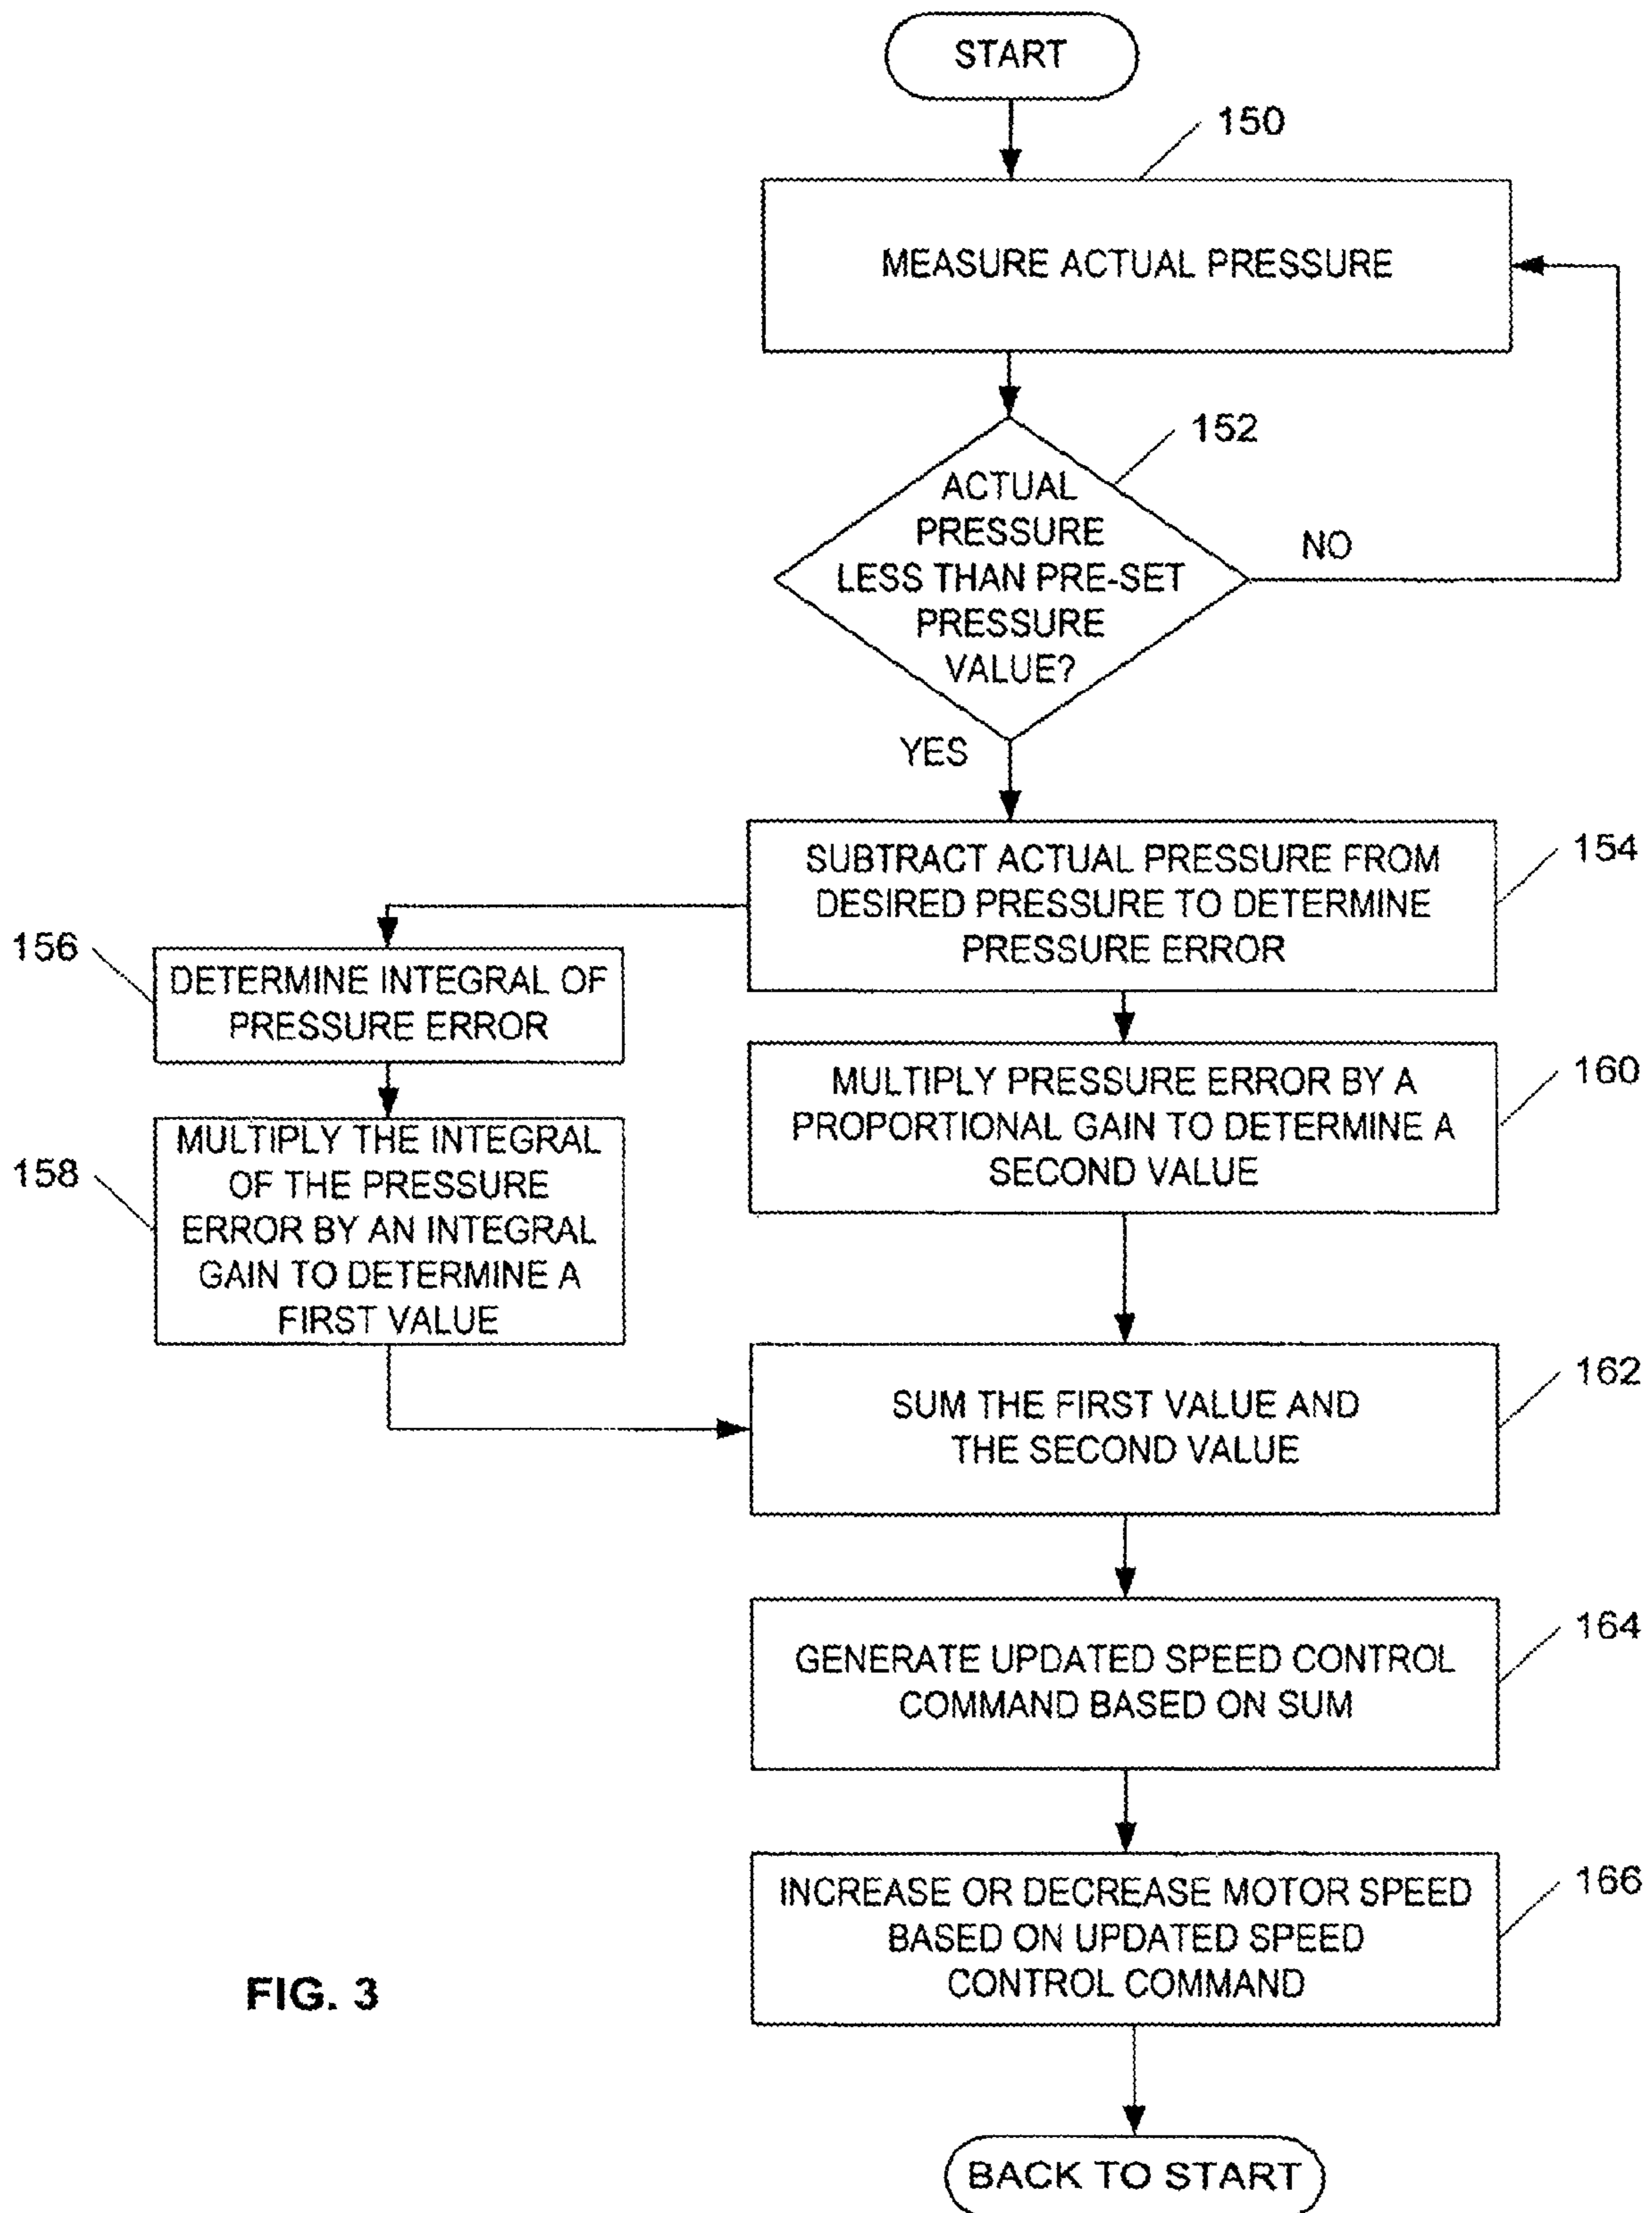 START
150
MEASURE ACTUAL PRESSURE
152
ACTUAL
PRESSURE
LESS THAN PRE-SET
PRESSURE
VALUE?
NO
YES
SUBTRACT ACTUAL PRESSURE FROM
DESIRED PRESSURE TO DETERMINE
PRESSURE ERROR
154
156
DETERMINE INTEGRAL OF
PRESSURE ERROR
MULTIPLY PRESSURE ERROR BY A
PROPORTIONAL GAIN TO DETERMINE A
SECOND VALUE
160
158
MULTIPLY THE INTEGRAL
OF THE PRESSURE
ERROR BY AN INTEGRAL
GAIN TO DETERMINE A
FIRST VALUE
SUM THE FIRST VALUE AND
THE SECOND VALUE
162
GENERATE UPDATED SPEED CONTROL
COMMAND BASED ON SUM
164
INCREASE OR DECREASE MOTOR SPEED
BASED ON UPDATED SPEED
CONTROL COMMAND
166
FIG. 3
BACK TO START